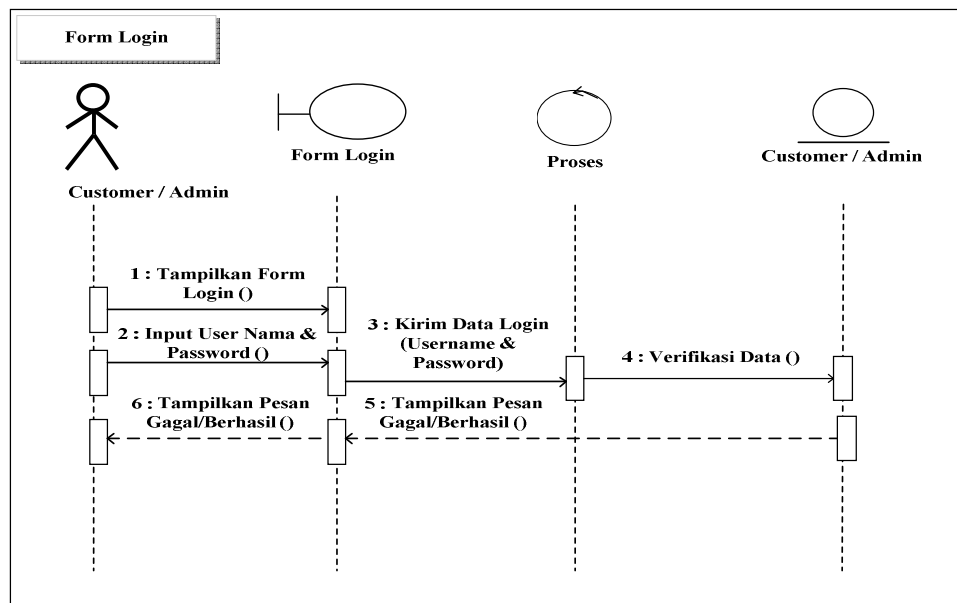 Form Login
Form Login
Proses
Customer / Admin
Customer / Admin
1 : Tampilkan Form
Login ()
2 : Input User Nama &
Password ()
3 : Kirim Data Login
(Username &
Password)
4 : Verifikasi Data ()
6 : Tampilkan Pesan
Gagal/Berhasil ()
5 : Tampilkan Pesan
Gagal/Berhasil ()